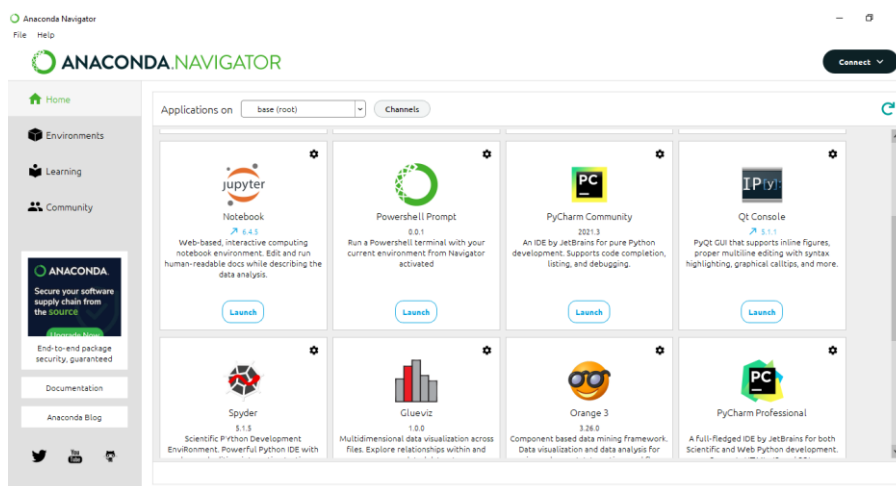 Anaconda Navigator
File Help
ANACONDA.NAVIGATOR
Connect
Home
Environments
Learning
Community
ANACONDA.
Secure your software
supply chain from
the source
Upgrade Now
End-to-end package
security, guaranteed
Documentation
Anaconda Blog
You
Tube
Applications on base (root) Channels
jupyter
Notebook
6.4.5
Web-based, interactive computing
notebook environment. Edit and run
human-readable docs while describing the
data analysis.
Launch
Powershell Prompt
0.0.1
Run a Powershell terminal with your
current environment from Navigator
activated
Launch
PC
PyCharm Community
2021.3
An IDE by JetBrains for pure Python
development. Supports code completion,
listing, and debugging.
Launch
IP[y]:
Qt Console
5.1.1
PyQt GUI that supports inline figures,
proper multiline editing with syntax
highlighting, graphical calltips, and more.
Launch
Spyder
5.1.5
Scientific PYthon Development
EnviRonment. Powerful Python IDE with
Glueviz
1.0.0
Multidimensional data visualization across
files. Explore relationships within and
Orange 3
3.26.0
Component based data mining framework.
Data visualization and data analysis for
PC
PyCharm Professional
A full-fledged IDE by JetBrains for both
Scientific and Web Python development.